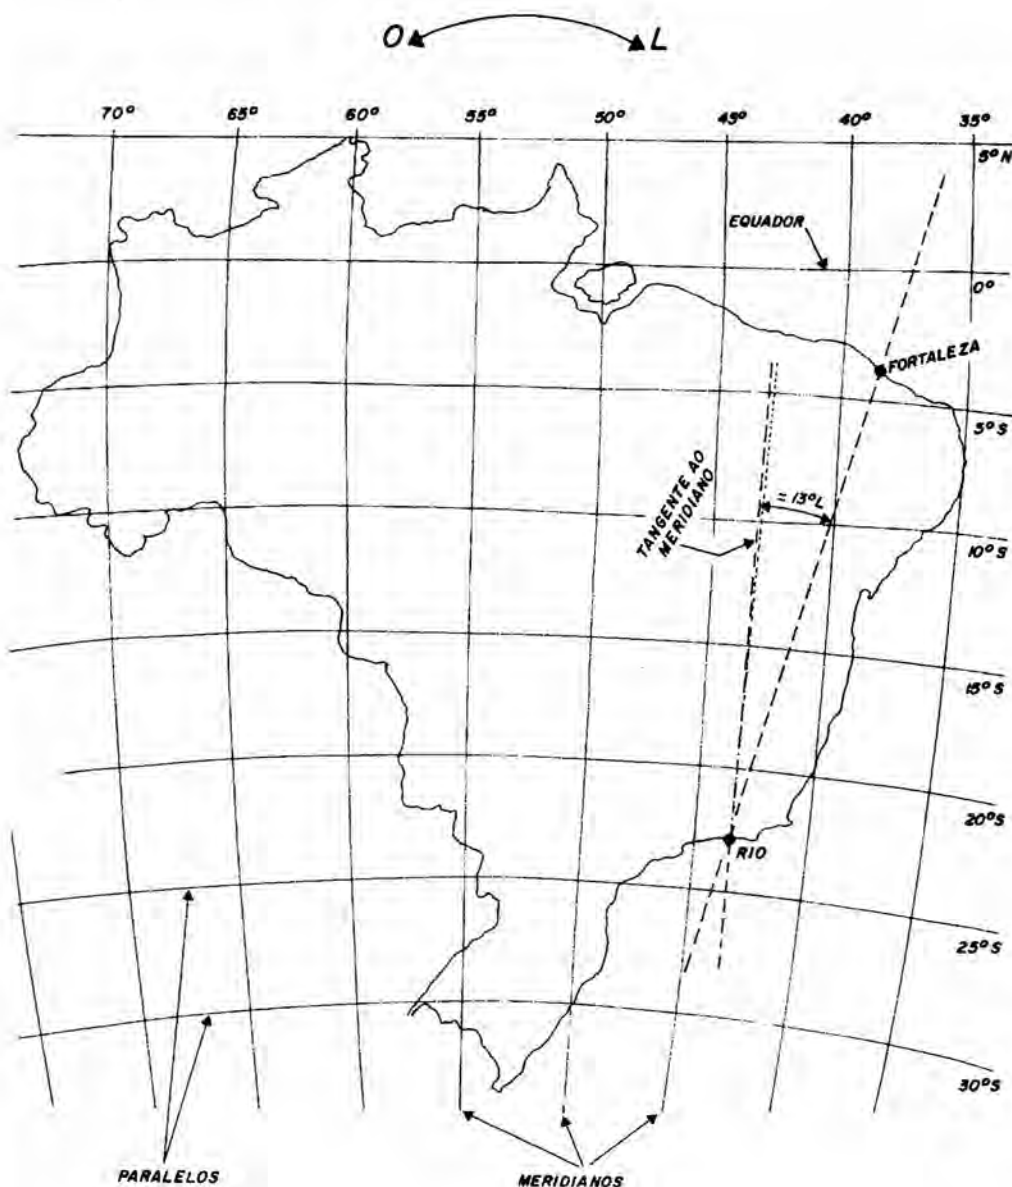 O L
70° 65° 60° 55° 50° 45° 40° 35°
5° N
EQUADOR
0°
FORTALEZA
5° S
TANGENTE AO
MERIDIANO
= 13° L
10° S
15° S
20° S
RIO
25° S
30° S
PARALELOS
MERIDIANOS